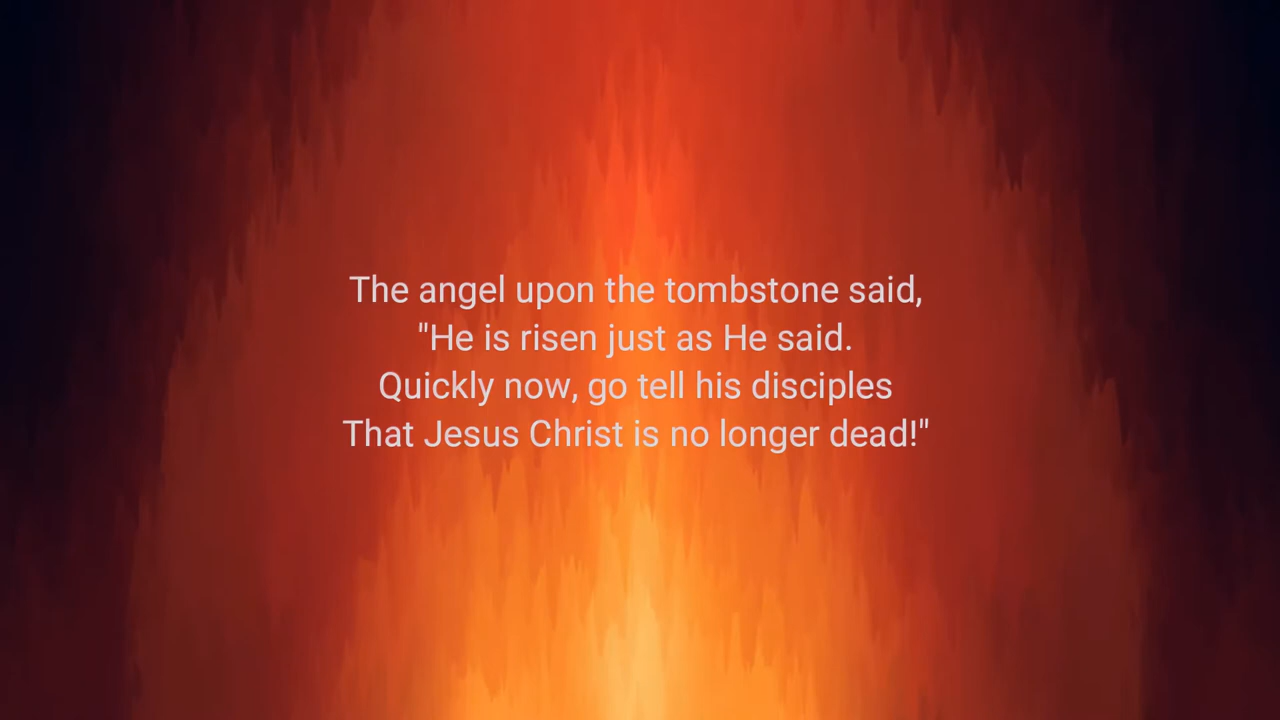 The angel upon the tombstone said,
"He is risen just as He said.
Quickly now, go tell his disciples
That Jesus Christ is no longer dead!"